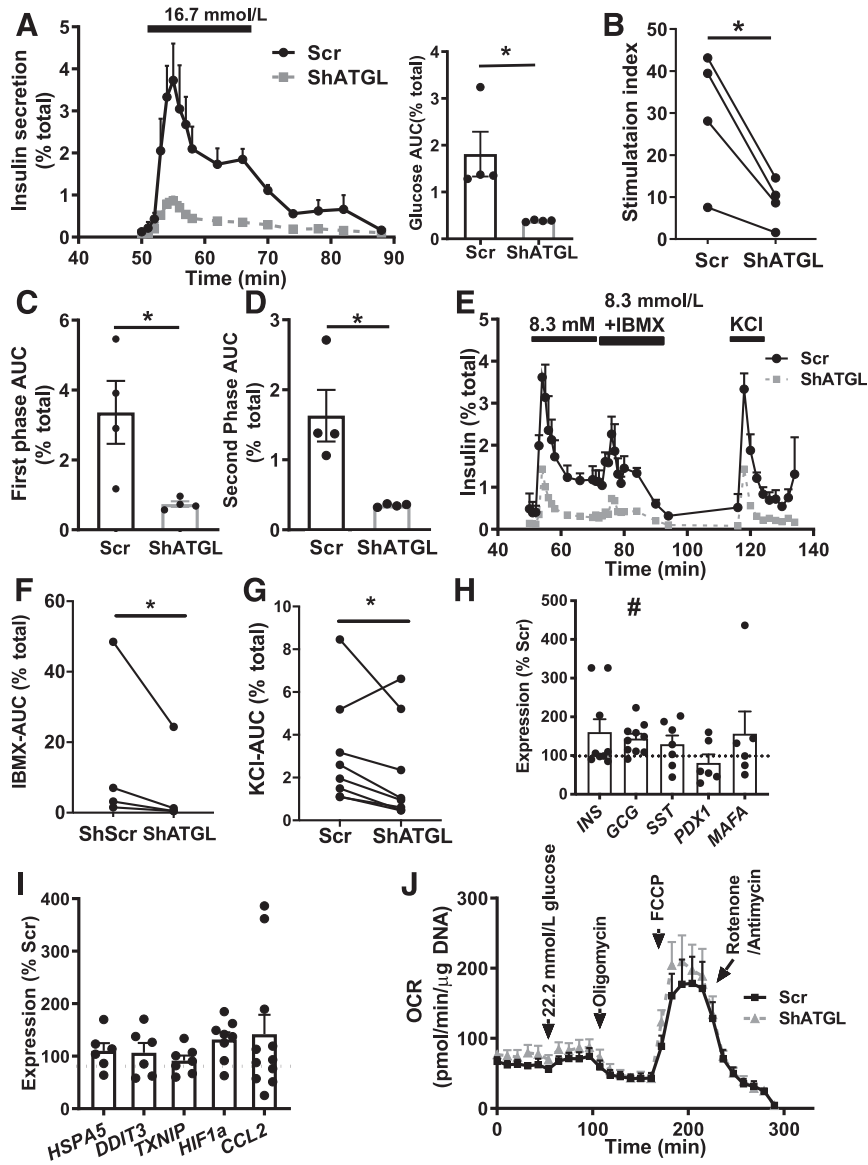 A
16.7 mmol/L
Insulin secretion
(% total)
5
4
3
2
1
0
40
50
60
70
80
90
Time (min)
Scr
ShATGL
Glucose AUC(% total)
4
3
2
1
0
*
Scr
ShATGL
B
Stimulataion index
50
40
30
20
10
0
*
Scr
ShATGL
C
First phase AUC
(% total)
6
4
2
0
*
Scr
ShATGL
D
Second Phase AUC
(% total)
3
2
1
0
*
Scr
ShATGL
E
8.3 mmol/L
8.3 mM
+IBMX
KCl
Insulin (% total)
5
4
3
2
1
0
40
60
80
100
120
140
Time (min)
Scr
ShATGL
F
IBMX-AUC (% total)
60
40
20
0
*
ShScr
ShATGL
G
KCl-AUC (% total)
10
8
6
4
2
0
*
Scr
ShATGL
H
Expression (% Scr)
500
400
300
200
100
0
#
INS
GCG
SST
PDX1
MAFA
I
Expression (% Scr)
400
300
200
100
0
HSPA5
DDIT3
TXNIP
HIF1a
CCL2
J
OCR
(pmol/min/µg DNA)
300
200
100
0
0
100
200
300
Time (min)
22.2 mmol/L glucose
Oligomycin
FCCP
Rotenone
/Antimycin
Scr
ShATGL